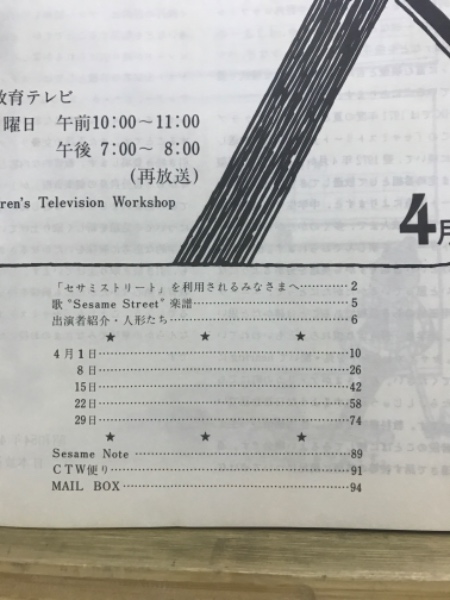 教育テレビ
曜日 午前10:00〜11:00
午後 7:00〜 8:00
(再放送)
ren's Television Workshop
4月
「セサミストリート」を利用されるみなさまへ…………2
歌 "Sesame Street" 楽譜……………………………5
出演者紹介・人形たち………………………………6
★ ★ ★
4月1日……………………………………………10
8日……………………………………………26
15日……………………………………………42
22日……………………………………………58
29日……………………………………………74
★ ★ ★
Sesame Note ……………………………………89
CTW便り…………………………………………91
MAIL BOX………………………………………94